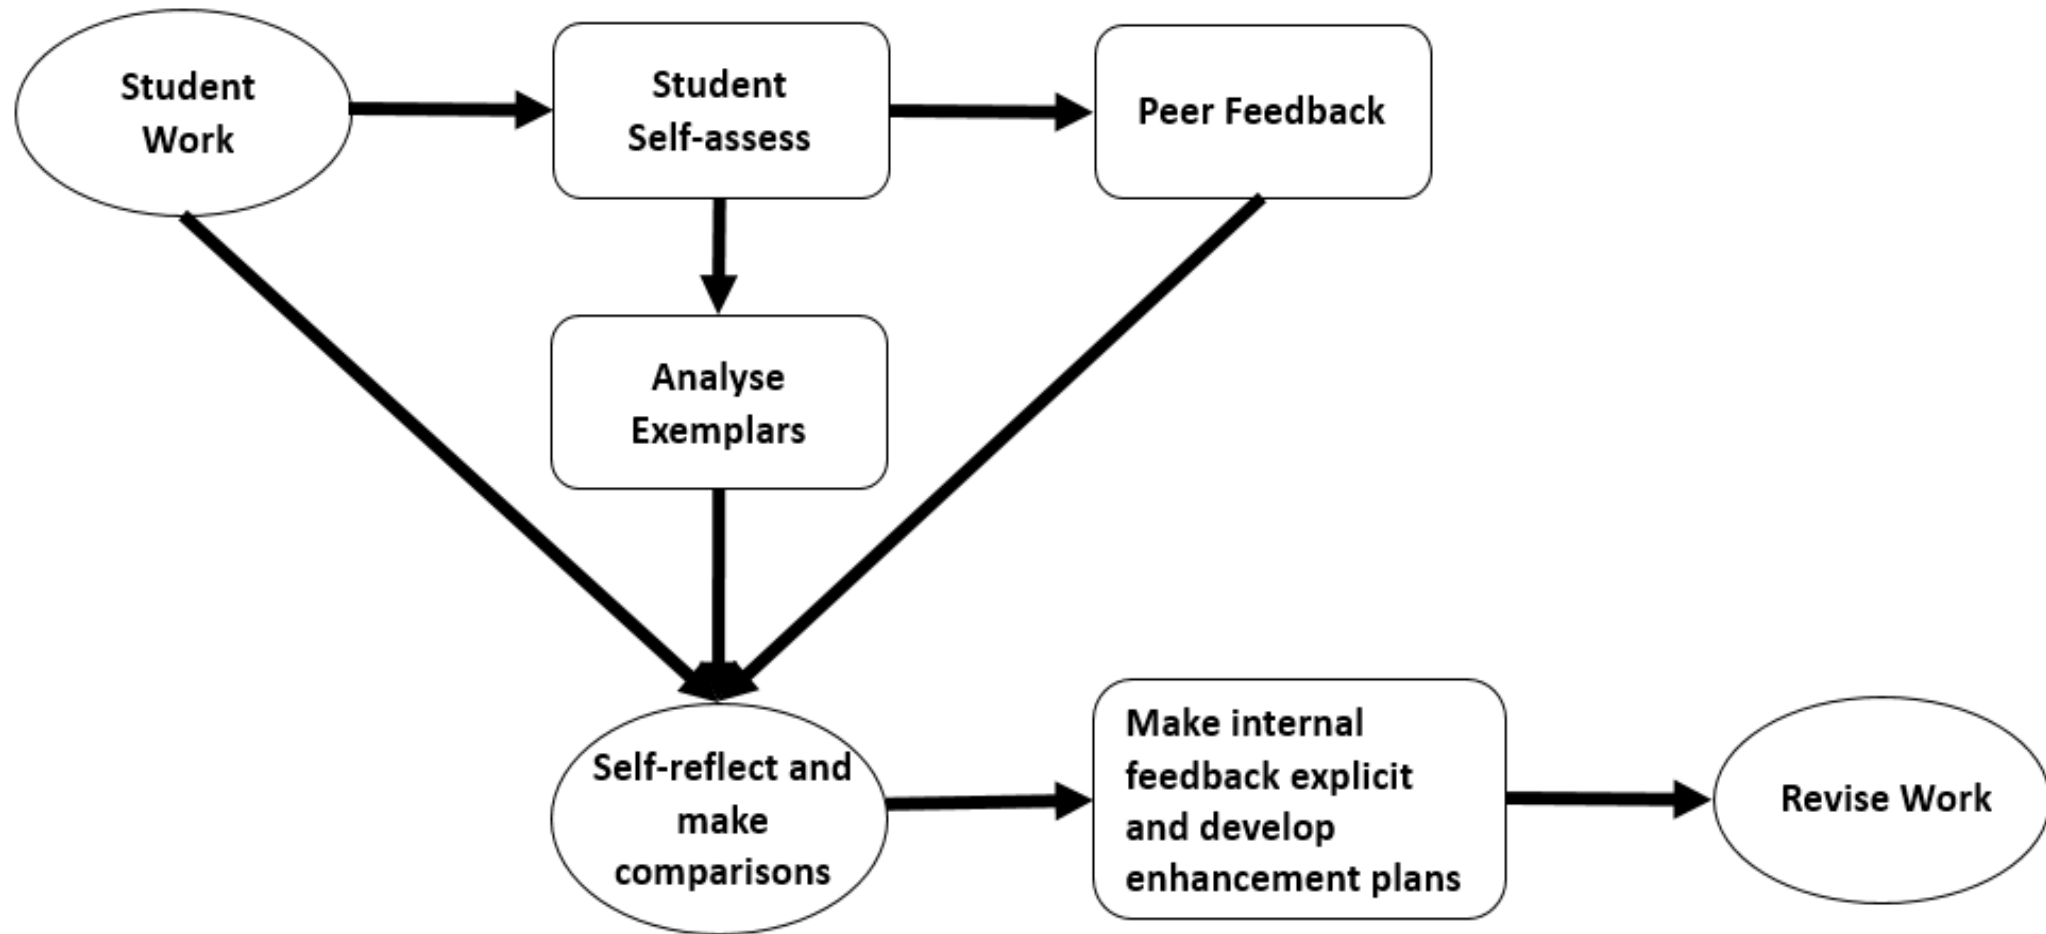 Student
Work
Student
Self-assess
Peer Feedback
Analyse
Exemplars
Self-reflect and
make
comparisons
Make internal
feedback explicit
and develop
enhancement plans
Revise Work